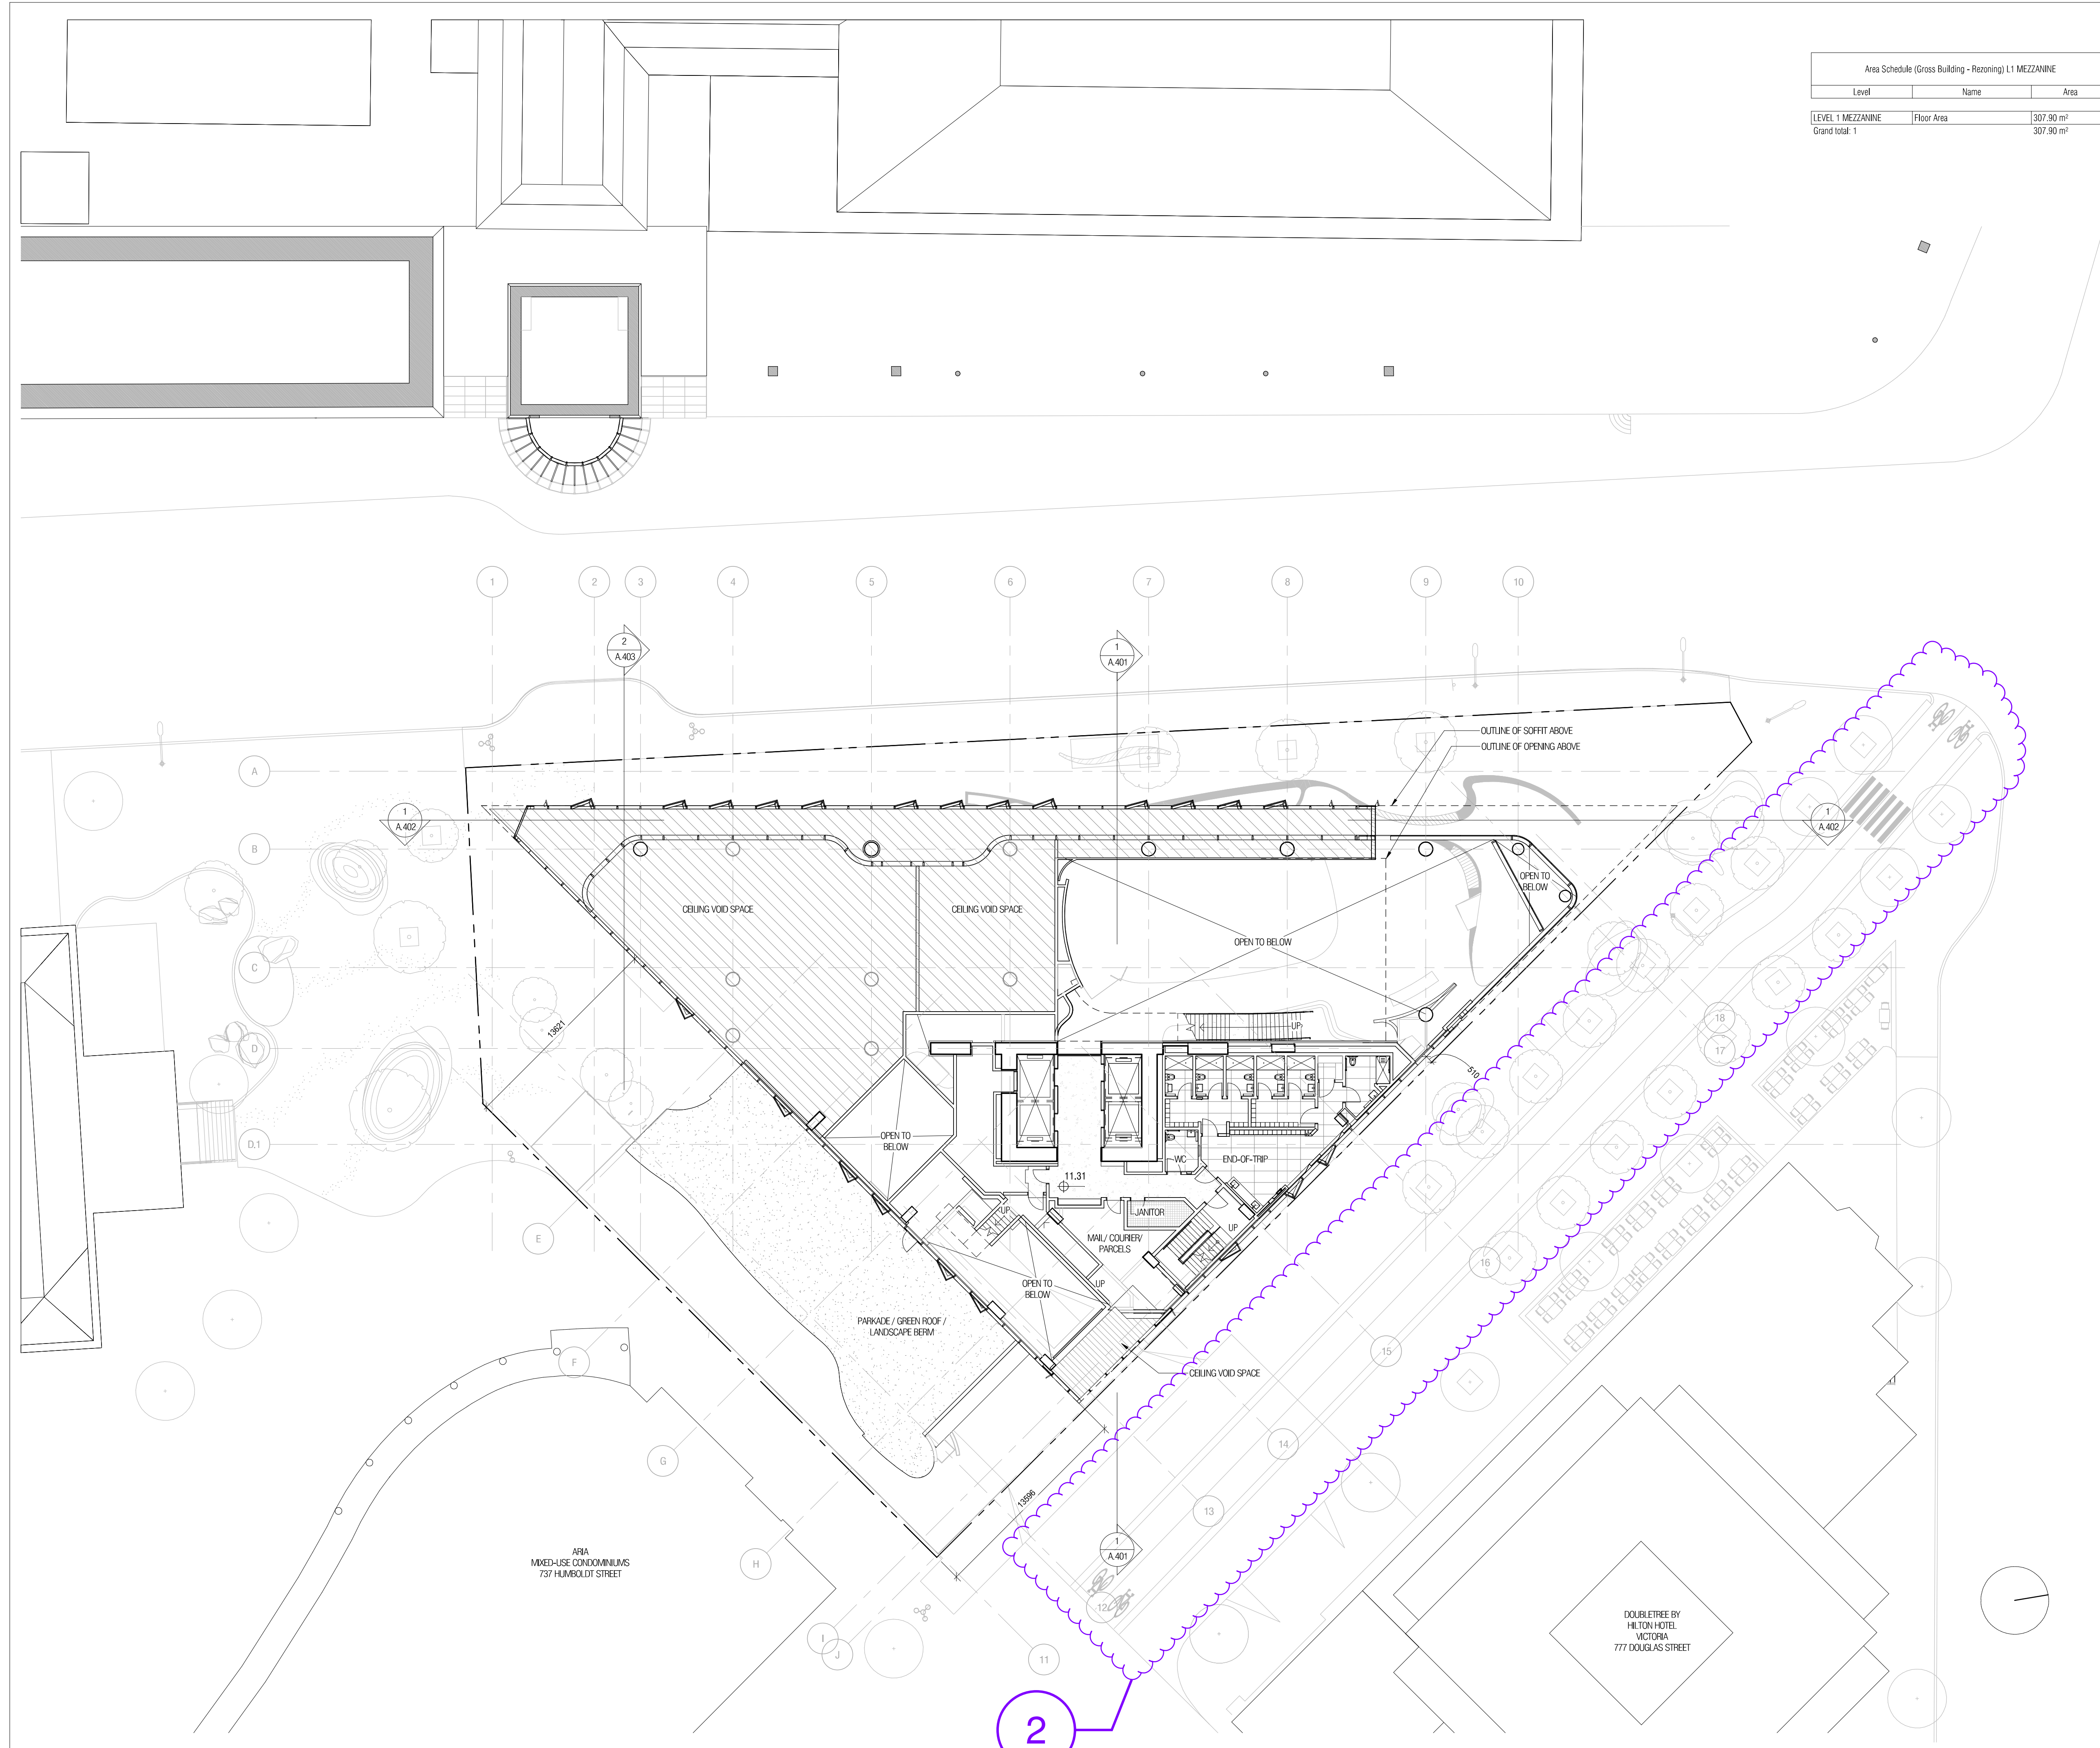 Area Schedule (Gross Building - Rezoning) L1 MEZZANINE
Level Name Area
LEVEL 1 MEZZANINE Floor Area 307.90 m²
Grand total: 1 307.90 m²
1 2 3 4 5 6 7 8 9 10
2
A.403
1
A.401
OUTLINE OF SOFFIT ABOVE
OUTLINE OF OPENING ABOVE
A
1
A.402
1
A.402
B
CEILING VOID SPACE
CEILING VOID SPACE
OPEN TO
BELOW
OPEN TO BELOW
C
13621
UP
18
17
D
510
D.1
OPEN TO
BELOW
WC
END-OF-TRIP
11.31
UP
JANITOR
UP
MAIL/ COURIER/
PARCELS
E
16
OPEN TO
BELOW
UP
PARKADE / GREEN ROOF /
LANDSCAPE BERM
15
F
CEILING VOID SPACE
14
G
13596
13
1
A.401
H
ARIA
MIXED-USE CONDOMINIUMS
737 HUMBOLDT STREET
12
DOUBLETREE BY
HILTON HOTEL
VICTORIA
777 DOUGLAS STREET
I
J
11
2